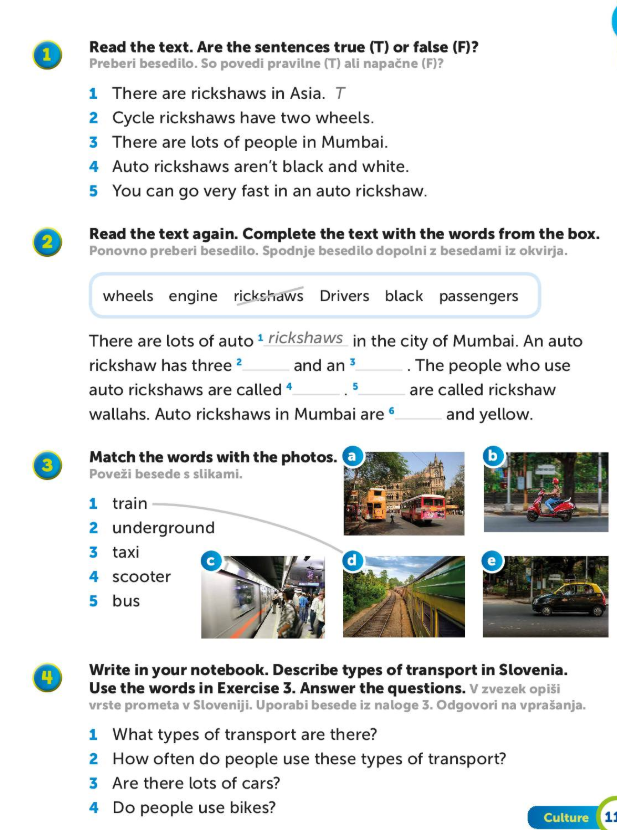 1
Read the text. Are the sentences true (T) or false (F)?
Preberi besedilo. So povedi pravilne (T) ali napačne (F)?
1 There are rickshaws in Asia. T
2 Cycle rickshaws have two wheels.
3 There are lots of people in Mumbai.
4 Auto rickshaws aren't black and white.
5 You can go very fast in an auto rickshaw.
2
Read the text again. Complete the text with the words from the box.
Ponovno preberi besedilo. Spodnje besedilo dopolni z besedami iz okvirja.
wheels engine rickshaws Drivers black passengers
There are lots of auto 1 rickshaws in the city of Mumbai. An auto
rickshaw has three 2______ and an 3______ . The people who use
auto rickshaws are called 4______ . 5______ are called rickshaw
wallahs. Auto rickshaws in Mumbai are 6______ and yellow.
3
Match the words with the photos.
Poveži besede s slikami.
1 train
2 underground
3 taxi
4 scooter
5 bus
a
b
c
d
e
4
Write in your notebook. Describe types of transport in Slovenia.
Use the words in Exercise 3. Answer the questions. V zvezek opiši
vrste prometa v Sloveniji. Uporabi besede iz naloge 3. Odgovori na vprašanja.
1 What types of transport are there?
2 How often do people use these types of transport?
3 Are there lots of cars?
4 Do people use bikes?
Culture